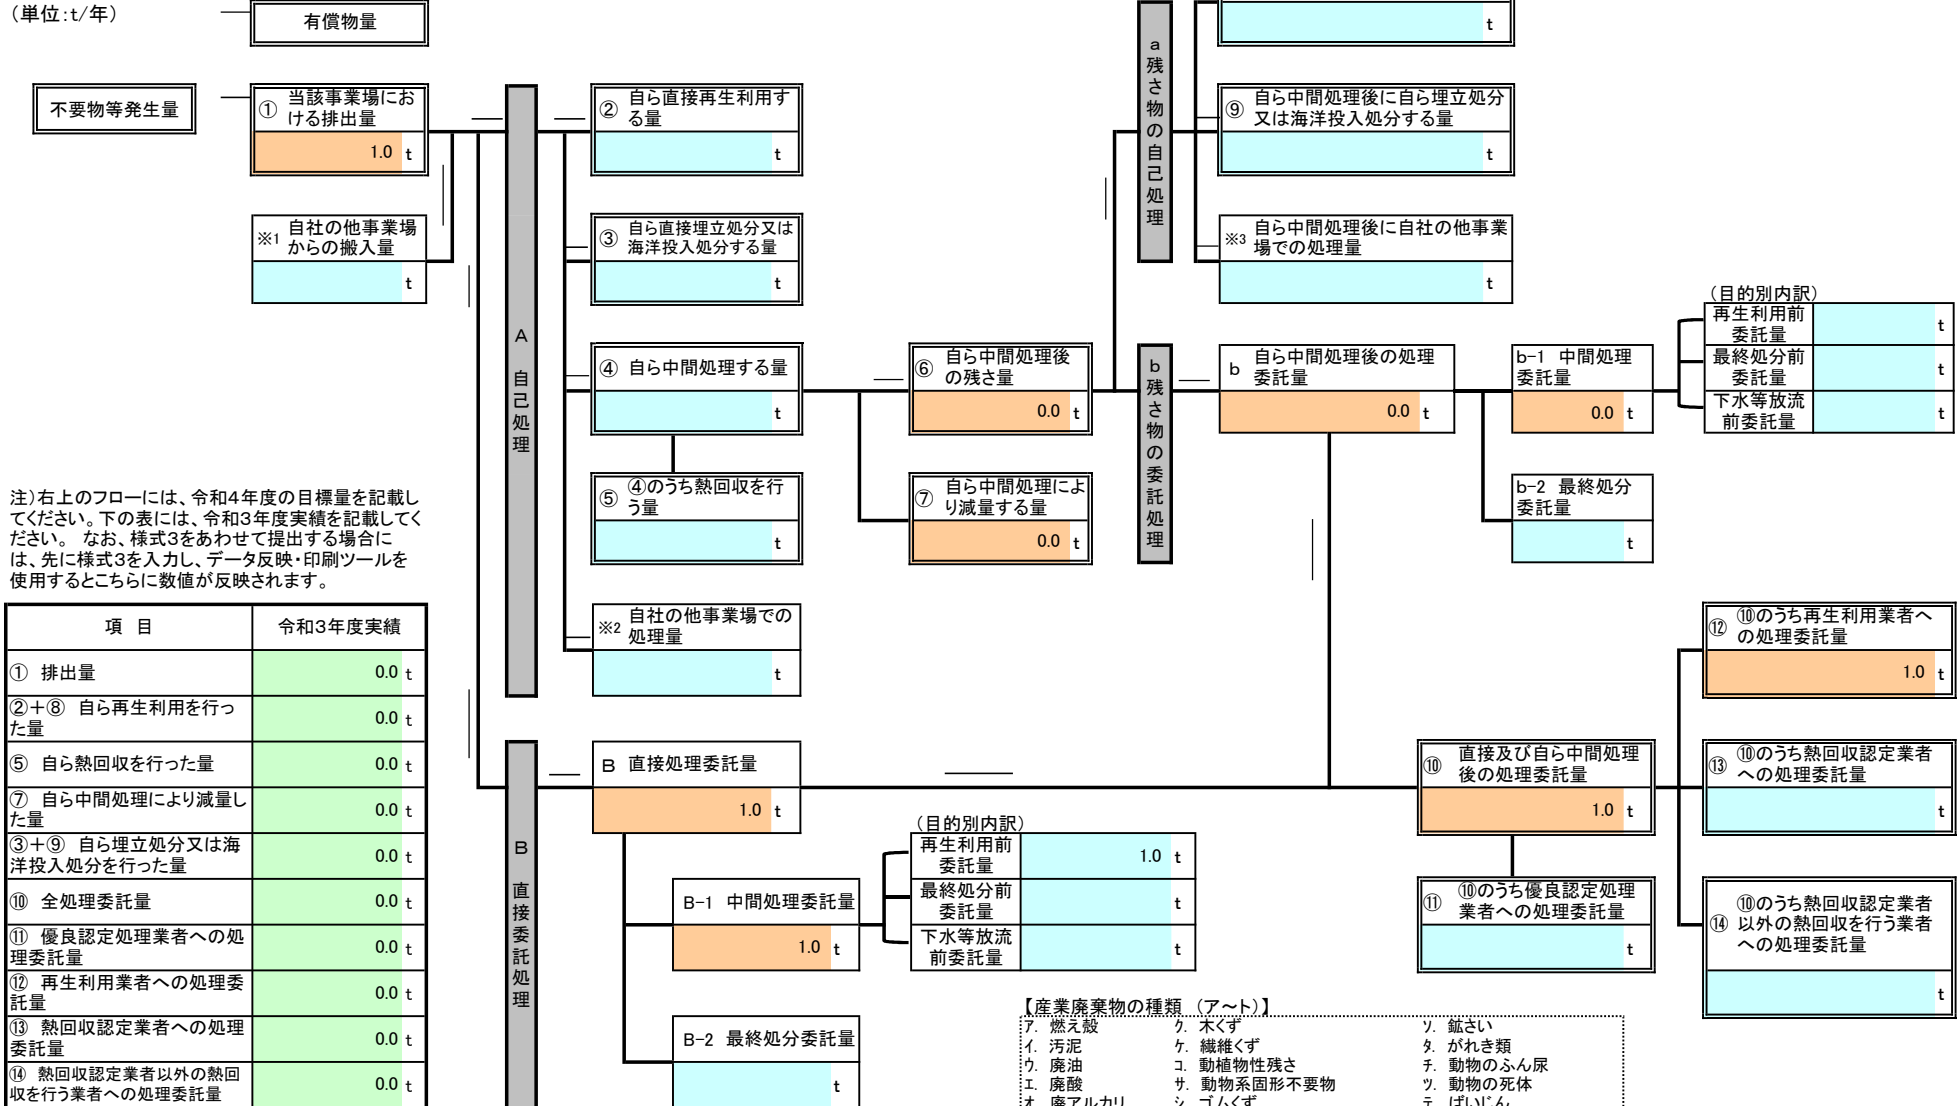 （単位：t/年）
有償物量
不要物等発生量
① 当該事業場にお
ける排出量
1.0 t
※1 自社の他事業場
からの搬入量
t
A 自己処理
② 自ら直接再生利用す
る量
t
③ 自ら直接埋立処分又は
海洋投入処分する量
t
④ 自ら中間処理する量
t
⑤ ④のうち熱回収を行
う量
t
※2 自社の他事業場での
処理量
t
⑥ 自ら中間処理後
の残さ量
0.0 t
⑦ 自ら中間処理によ
り減量する量
0.0 t
a 残さ物の自己処理
t
⑨ 自ら中間処理後に自ら埋立処分
又は海洋投入処分する量
t
※3 自ら中間処理後に自社の他事業
場での処理量
t
b 残さ物の委託処理
b 自ら中間処理後の処理
委託量
0.0 t
b-1 中間処理
委託量
0.0 t
b-2 最終処分
委託量
t
（目的別内訳）
再生利用前
委託量
t
最終処分前
委託量
t
下水等放流
前委託量
t
注）右上のフローには、令和4年度の目標量を記載し
てください。下の表には、令和3年度実績を記載してく
ださい。 なお、様式3をあわせて提出する場合に
は、先に様式3を入力し、データ反映・印刷ツールを
使用するとこちらに数値が反映されます。
項 目 令和3年度実績
① 排出量 0.0 t
②＋⑧ 自ら再生利用を行っ
た量 0.0 t
⑤ 自ら熱回収を行った量 0.0 t
⑦ 自ら中間処理により減量し
た量 0.0 t
③＋⑨ 自ら埋立処分又は海
洋投入処分を行った量 0.0 t
⑩ 全処理委託量 0.0 t
⑪ 優良認定処理業者への処
理委託量 0.0 t
⑫ 再生利用業者への処理委
託量 0.0 t
⑬ 熱回収認定業者への処理
委託量 0.0 t
⑭ 熱回収認定業者以外の熱回
収を行う業者への処理委託量 0.0 t
B 直接委託処理
B 直接処理委託量
1.0 t
B-1 中間処理委託量
1.0 t
B-2 最終処分委託量
t
（目的別内訳）
再生利用前
委託量
1.0 t
最終処分前
委託量
t
下水等放流
前委託量
t
⑩ 直接及び自ら中間処理
後の処理委託量
1.0 t
⑪ ⑩のうち優良認定処理
業者への処理委託量
t
⑫ ⑩のうち再生利用業者へ
の処理委託量
1.0 t
⑬ ⑩のうち熱回収認定業者
への処理委託量
t
⑭ ⑩のうち熱回収認定業者
以外の熱回収を行う業者
への処理委託量
t
【産業廃棄物の種類 （ア～ト）】
ア. 燃え殻 ク. 木くず ソ. 鉱さい
イ. 汚泥 ケ. 繊維くず タ. がれき類
ウ. 廃油 コ. 動植物性残さ チ. 動物のふん尿
エ. 廃酸 サ. 動物系固形不要物 ツ. 動物の死体
オ. 廃アルカリ シ. ゴムくず テ. ばいじん